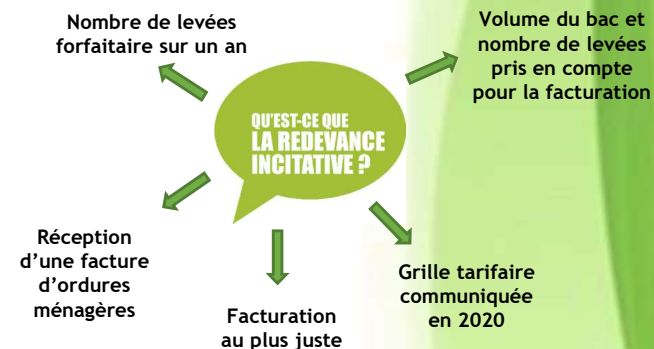 Nombre de levées
forfaitaire sur un an
Volume du bac et
nombre de levées
pris en compte
pour la facturation
QU'EST-CE QUE
LA REDEVANCE
INCITATIVE ?
Réception
d'une facture
d'ordures
ménagères
Facturation
au plus juste
Grille tarifaire
communiquée
en 2020